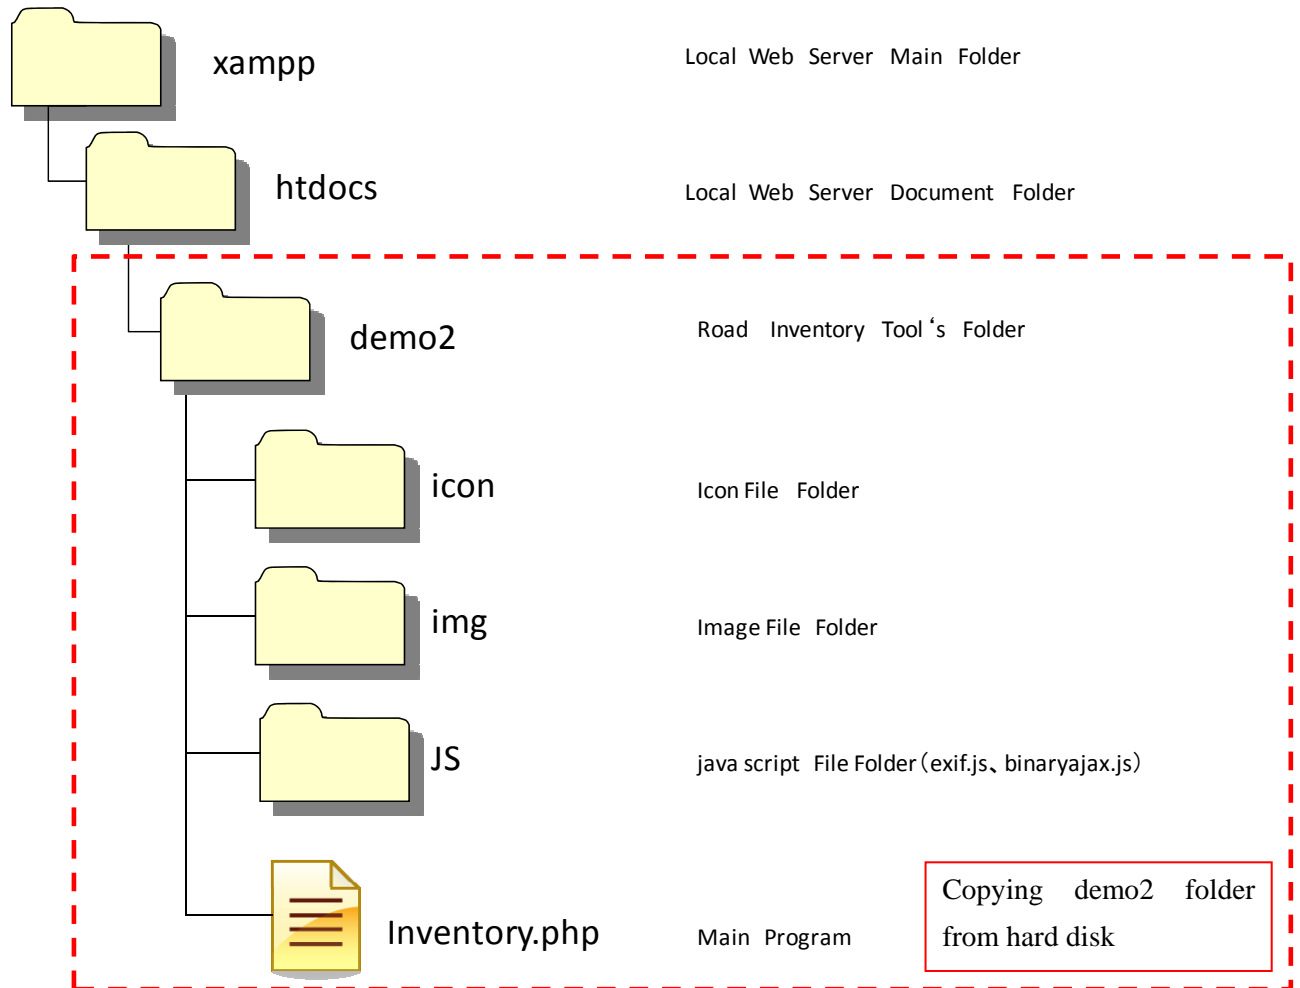 xampp Local Web Server Main Folder
htdocs Local Web Server Document Folder
demo2 Road Inventory Tool‘s Folder
icon Icon File Folder
img Image File Folder
JS java script File Folder（exif.js、binaryajax.js）
Inventory.php Main Program
Copying demo2 folder
from hard disk